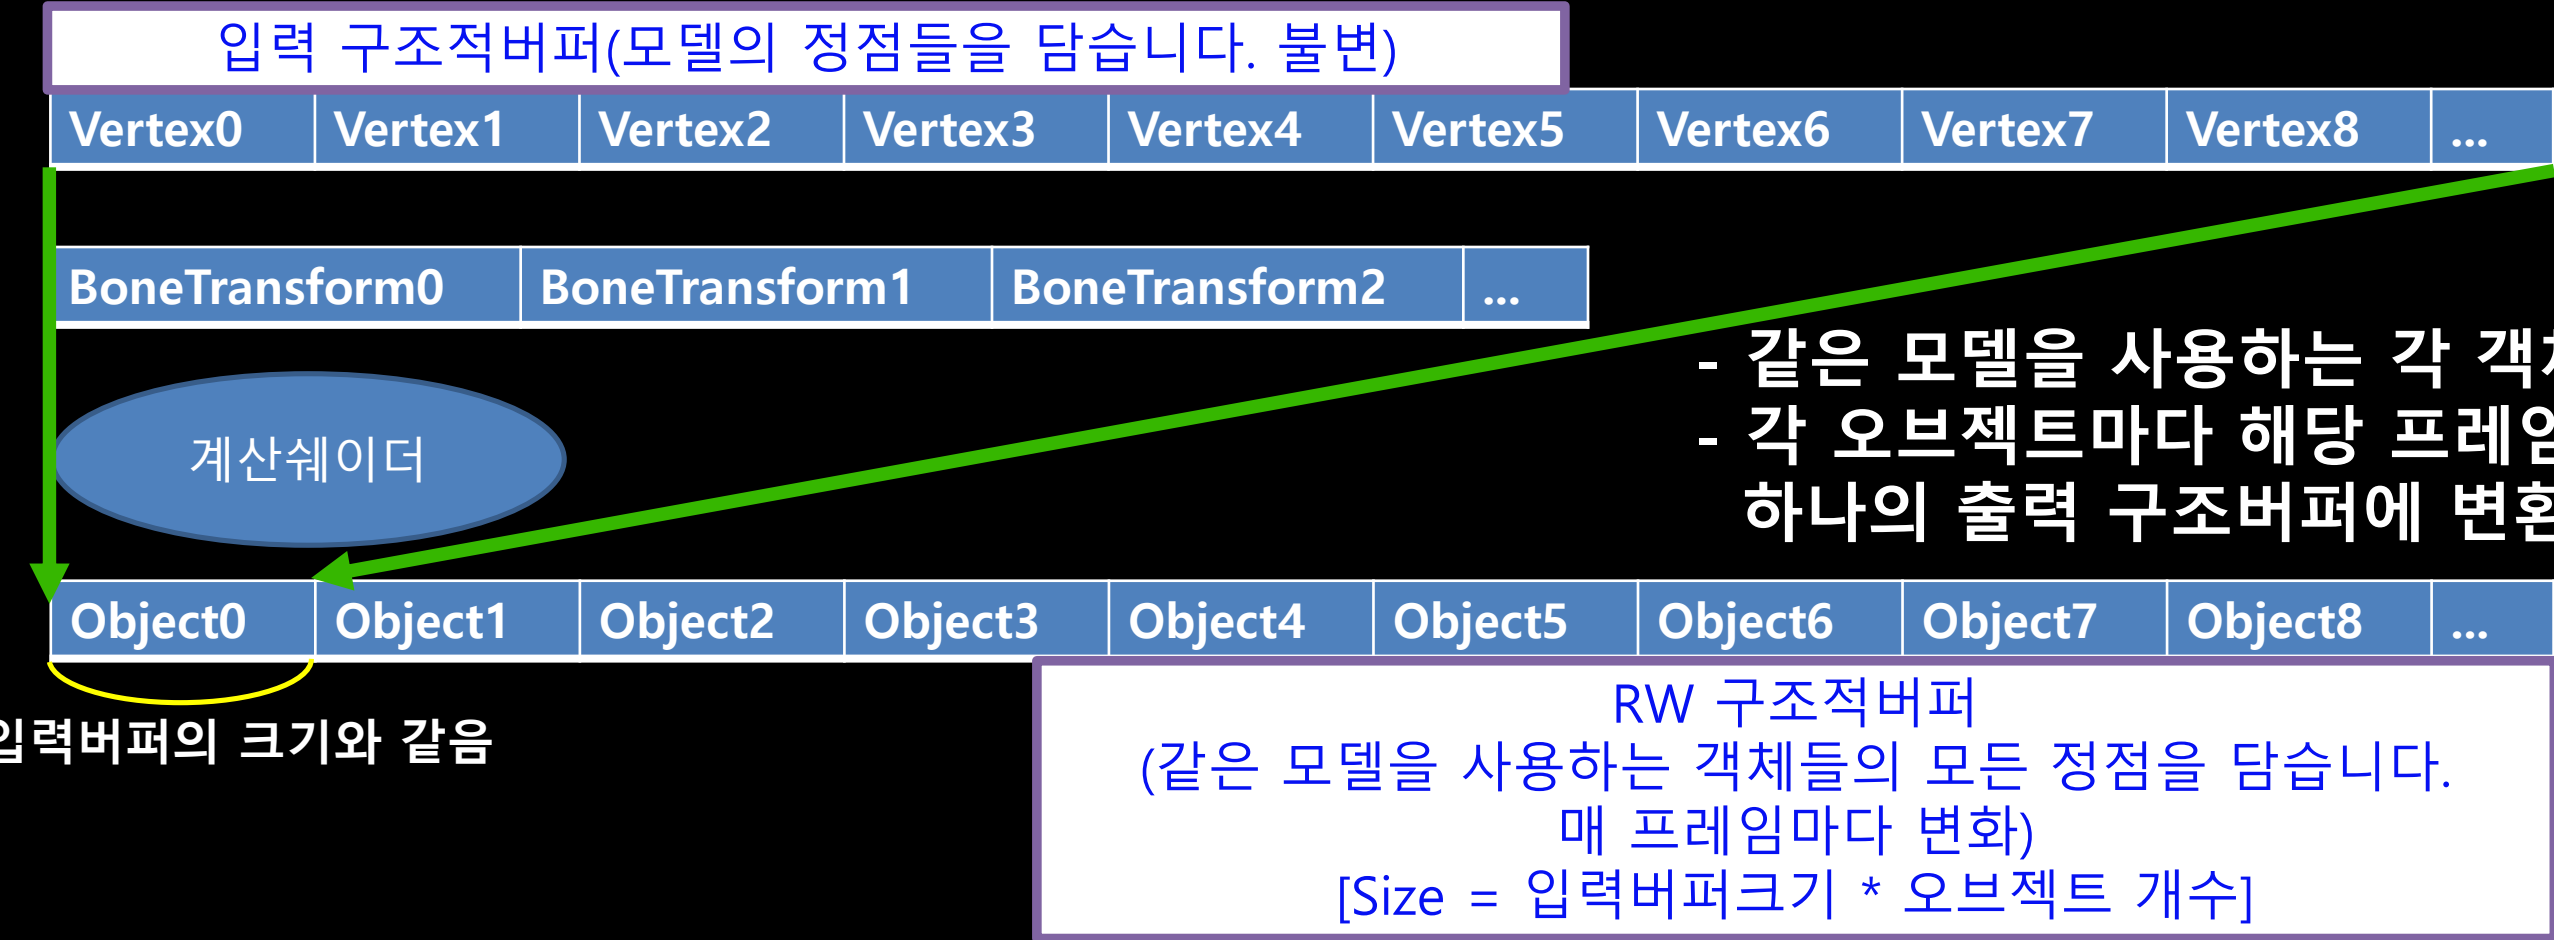 입력 구조적버퍼(모델의 정점들을 담습니다. 불변)
Vertex0 Vertex1 Vertex2 Vertex3 Vertex4 Vertex5 Vertex6 Vertex7 Vertex8 ...
BoneTransform0 BoneTransform1 BoneTransform2 ...
- 같은 모델을 사용하는 각
- 각 오브젝트마다 해당
하나의 출력 구조버퍼에
계산쉐이더
Object0 Object1 Object2 Object3 Object4 Object5 Object6 Object7 Object8 ...
입력버퍼의 크기와 같음
RW 구조적버퍼
(같은 모델을 사용하는 객체들의 모든 정점을 담습니다.
매 프레임마다 변화)
[Size = 입력버퍼크기 * 오브젝트 개수]